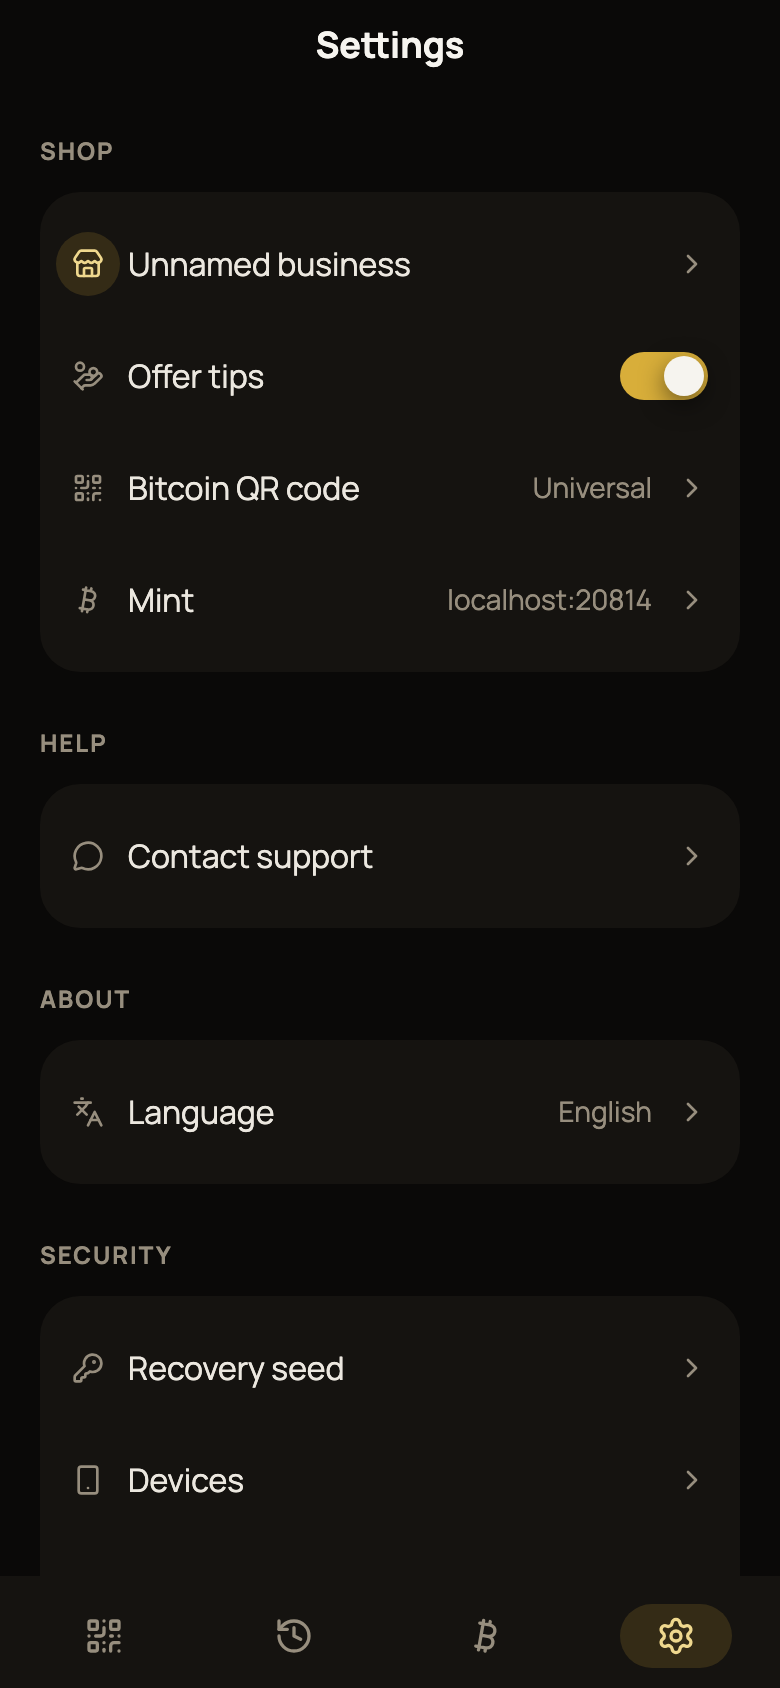 Settings
SHOP
Unnamed business
Offer tips
Bitcoin QR code Universal
Mint localhost:20814
HELP
Contact support
ABOUT
Language English
SECURITY
Recovery seed
Devices